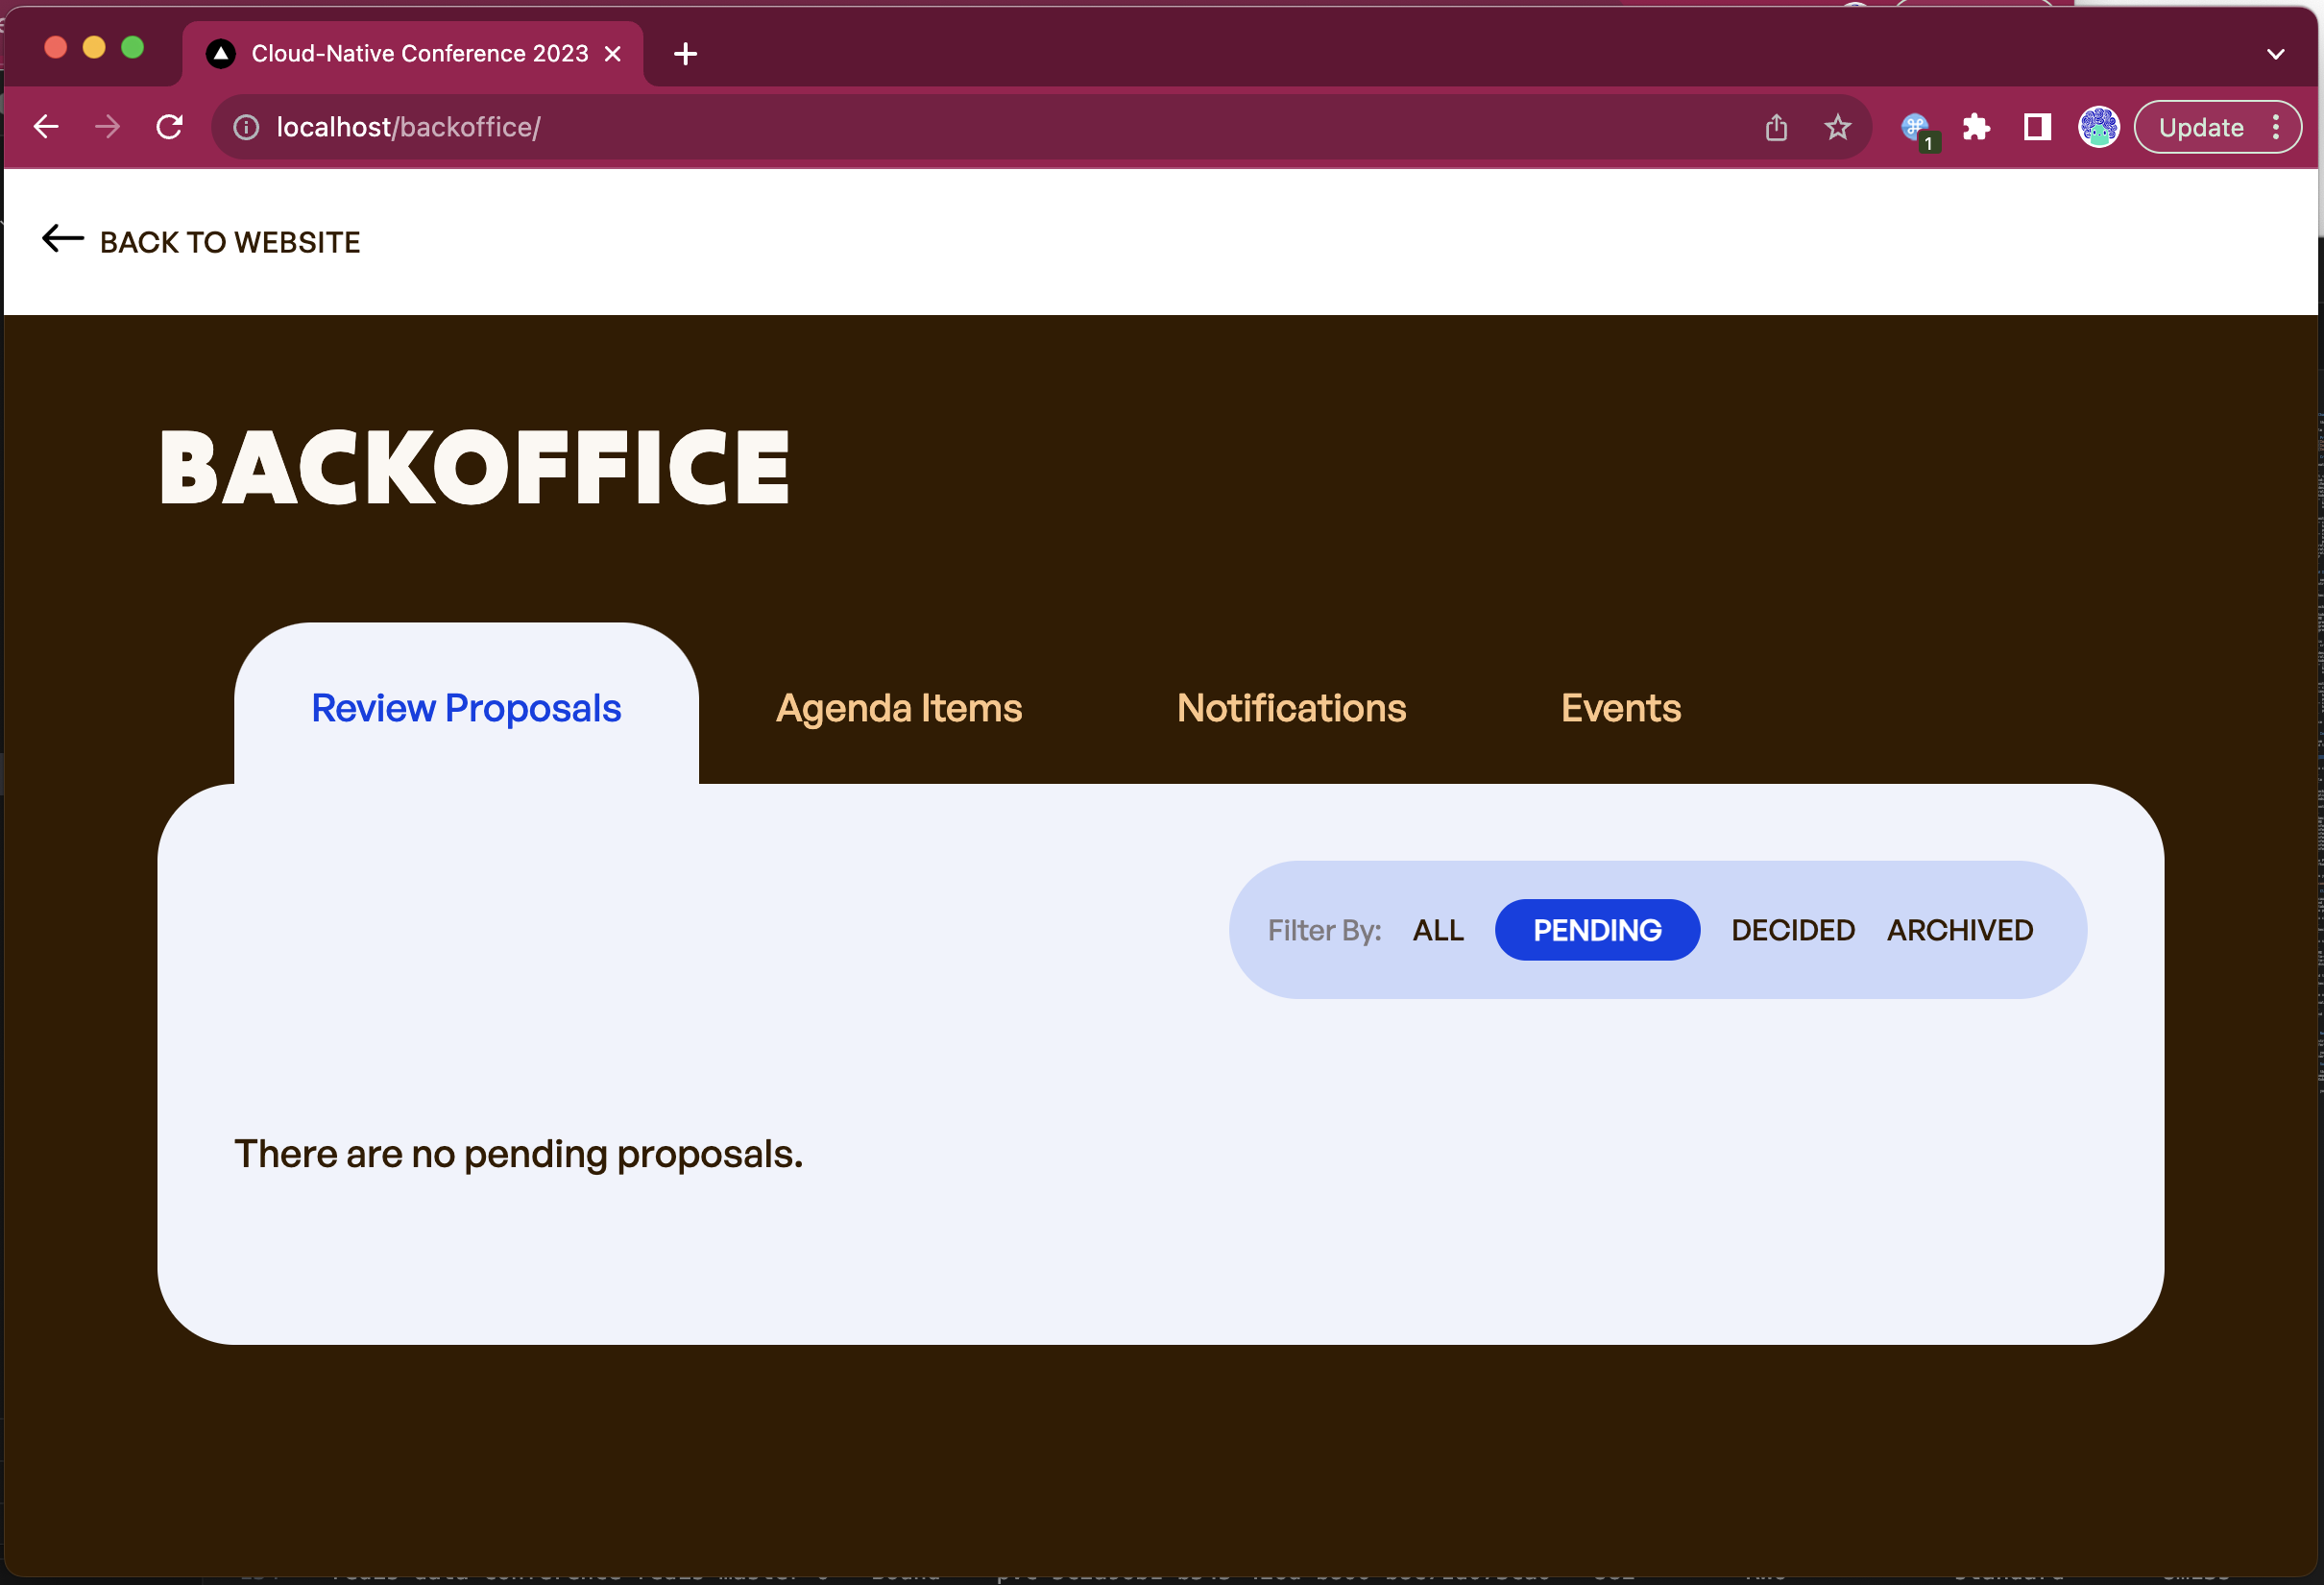 Cloud-Native Conference 2023
localhost/backoffice/
1
Update
BACK TO WEBSITE
BACKOFFICE
Review Proposals Agenda Items Notifications Events
Filter By: ALL PENDING DECIDED ARCHIVED
There are no pending proposals.